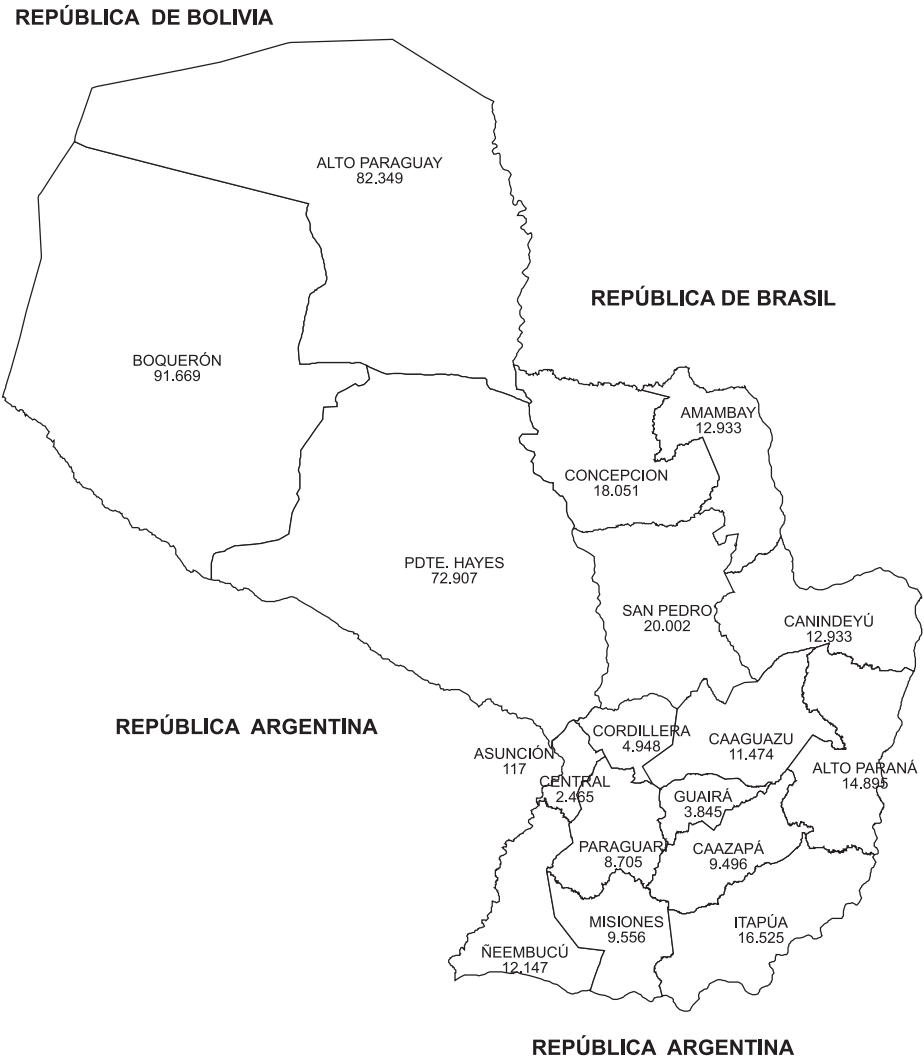 REPÚBLICA DE BOLIVIA
ALTO PARAGUAY
82.349
REPÚBLICA DE BRASIL
BOQUERÓN
91.669
AMAMBAY
12.933
CONCEPCION
18.051
PDTE. HAYES
72.907
SAN PEDRO
20.002
CANINDEYÚ
12.933
REPÚBLICA ARGENTINA
CORDILLERA
4.948
CAAGUAZU
11.474
ASUNCIÓN
117
ALTO PARANÁ
14.895
CENTRAL
2.465
GUAIRÁ
3.845
PARAGUARI
8.705
CAAZAPÁ
9.496
MISIONES
9.556
ITAPÚA
16.525
ÑEEMBUCÚ
12.147
REPÚBLICA ARGENTINA